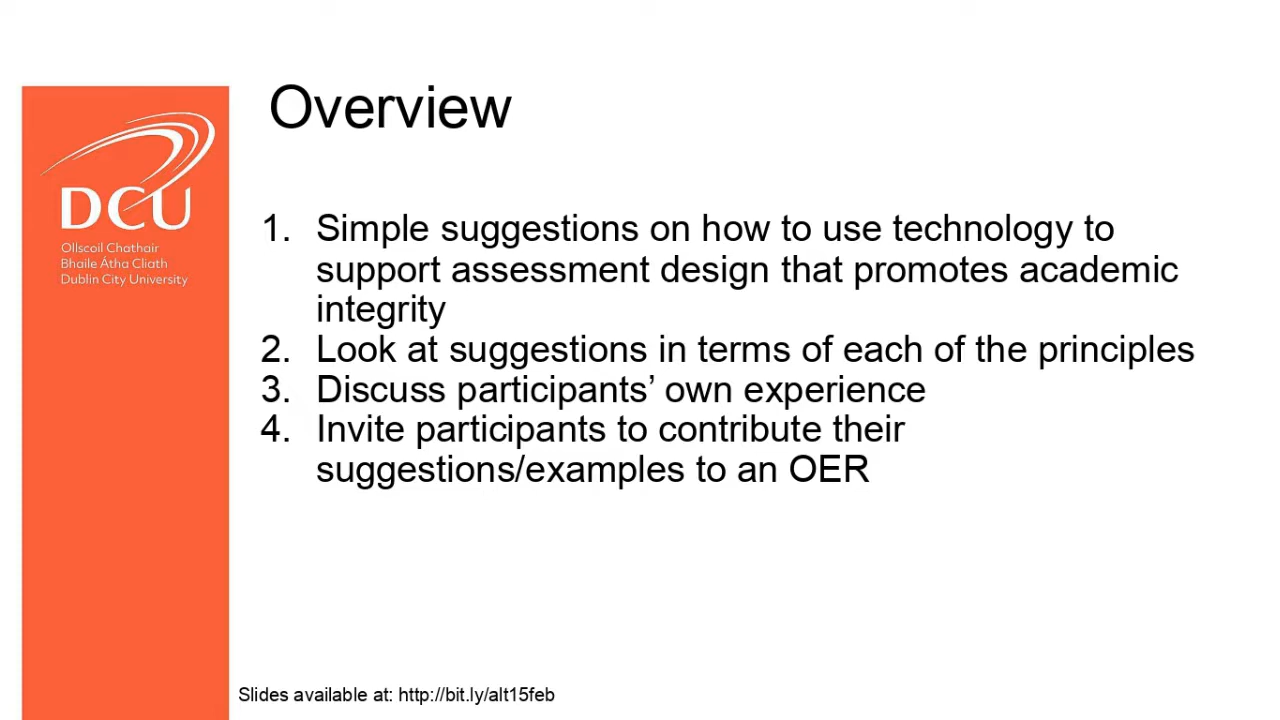 Overview
DCU
Ollscoil Chathair
Bhaile Átha Cliath
Dublin City University
1. Simple suggestions on how to use technology to
support assessment design that promotes academic
integrity
2. Look at suggestions in terms of each of the principles
3. Discuss participants’ own experience
4. Invite participants to contribute their
suggestions/examples to an OER
Slides available at: http://bit.ly/alt15feb